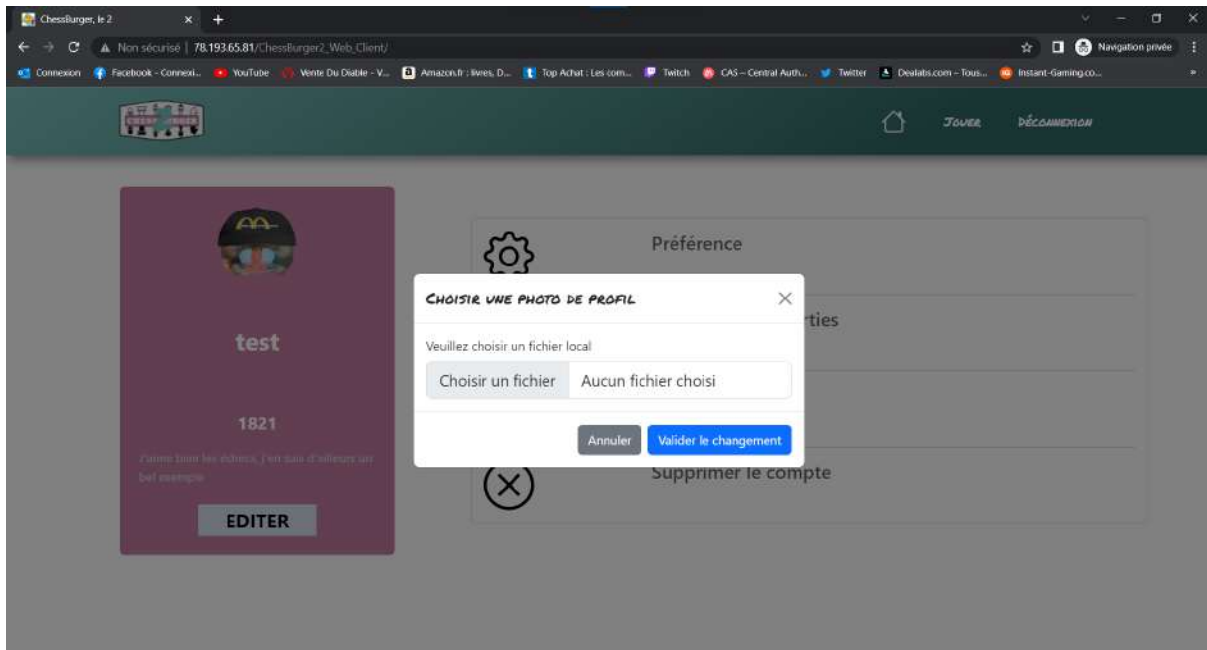 ChessBurger, le 2
Non sécurisé | 78.193.65.81/ChessBurger2_Web_Client/
Navigation privée
Connexion Facebook - Connexi... YouTube Vente Du Diable - V... Amazon.fr : livres, D... Top Achat : Les com... Twitch CAS – Central Auth... Twitter Dealabs.com – Tous... Instant-Gaming.co...
Jouer Déconnexion
test
1821
J'aime bien les échecs, j'en suis d'ailleurs un
bel exemple
EDITER
Préférence
rties
Supprimer le compte
Choisir une photo de profil
Veuillez choisir un fichier local
Choisir un fichier Aucun fichier choisi
Annuler Valider le changement